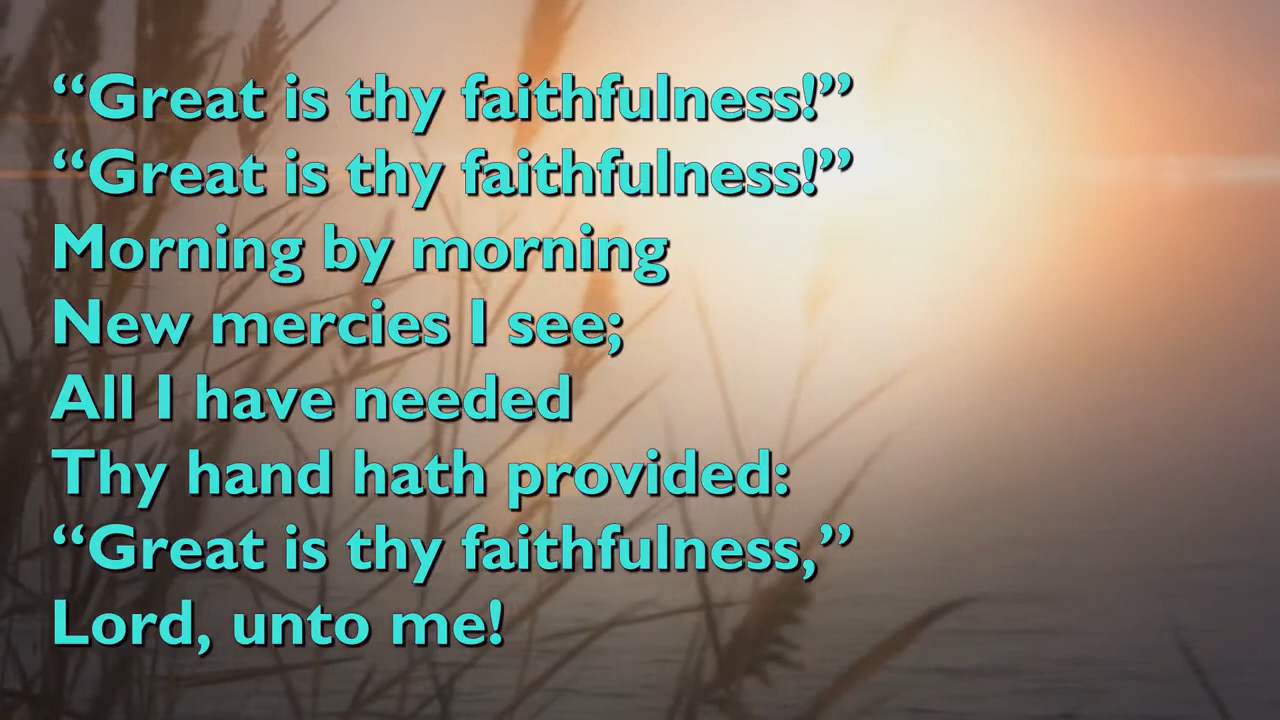 “Great is thy faithfulness!”
“Great is thy faithfulness!”
Morning by morning
New mercies I see;
All I have needed
Thy hand hath provided:
“Great is thy faithfulness,”
Lord, unto me!